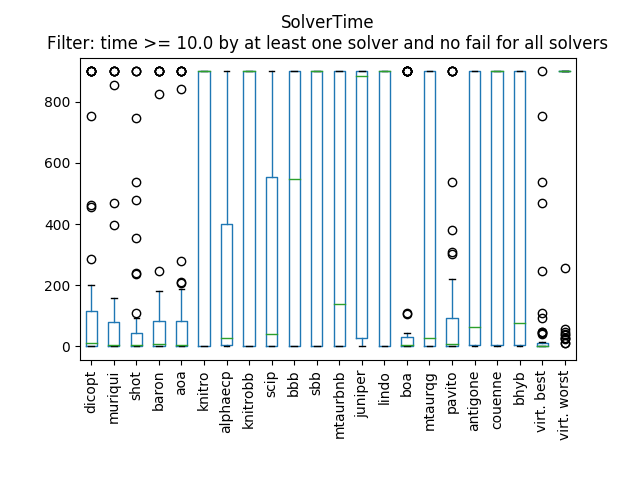 SolverTime
Filter: time >= 10.0 by at least one solver and no fail for all solvers
800
600
400
200
0
dicopt
muriqui
shot
baron
aoa
knitro
alphaecp
knitrobb
scip
bbb
sbb
mtaurbnb
juniper
lindo
boa
mtaurqg
pavito
antigone
couenne
bhyb
virt. best
virt. worst